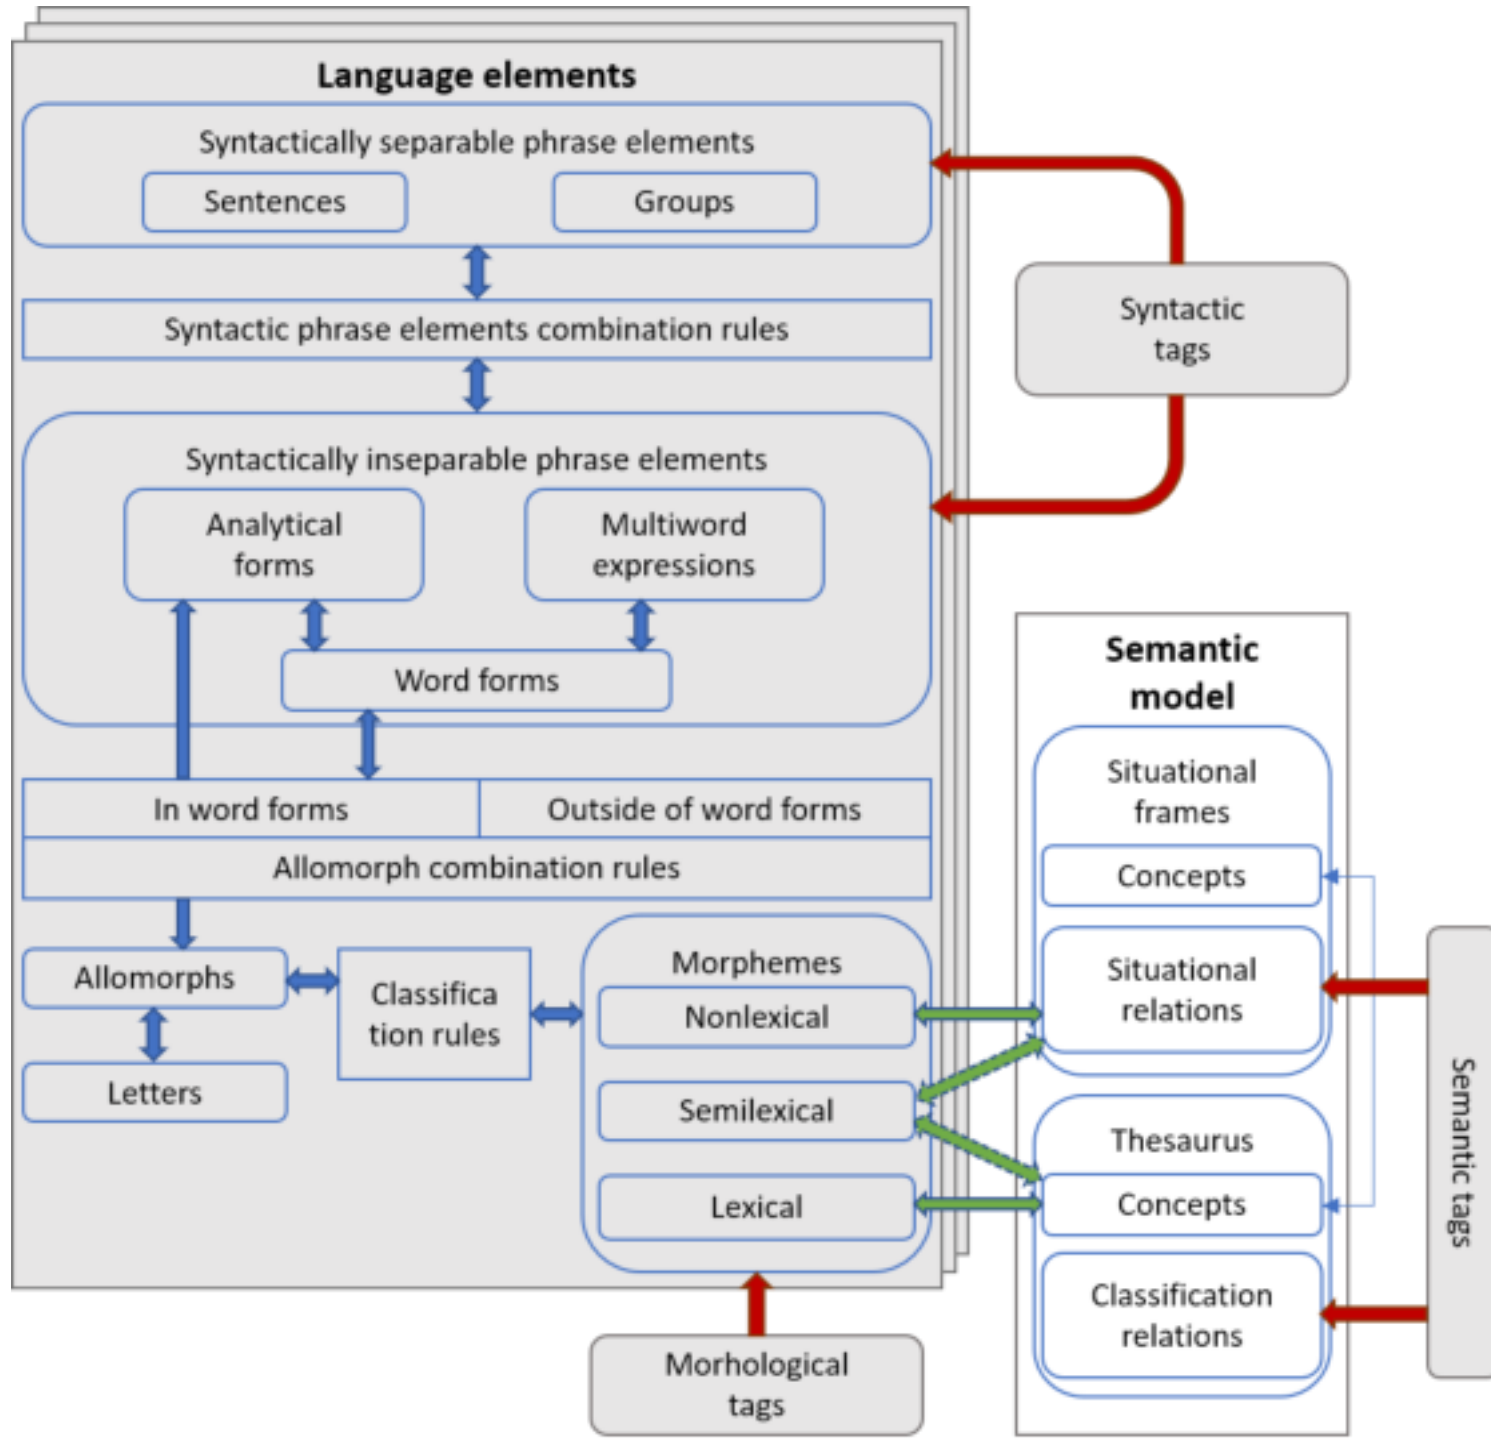 Language elements
Syntactically separable phrase elements
Sentences
Groups
Syntactic phrase elements combination rules
Syntactically inseparable phrase elements
Analytical
forms
Multiword
expressions
Word forms
In word forms
Outside of word forms
Allomorph combination rules
Allomorphs
Letters
Classifica
tion rules
Morphemes
Nonlexical
Semilexical
Lexical
Syntactic
tags
Semantic
model
Situational
frames
Concepts
Situational
relations
Thesaurus
Concepts
Classification
relations
Semantic tags
Morhological
tags